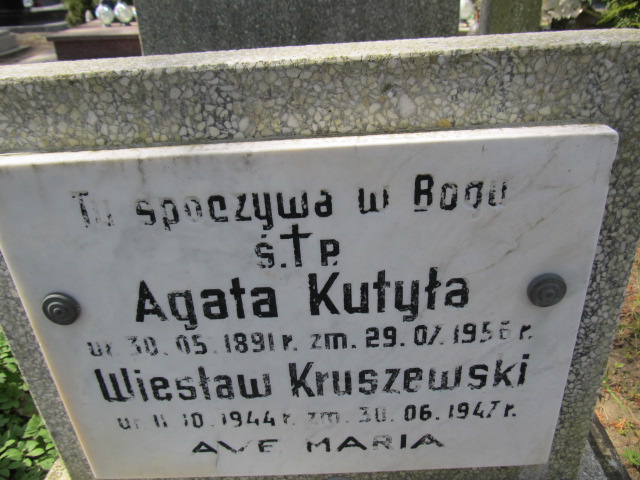 Tu spoczywa w Bogu
ś.†P.
Agata Kutyła
ur. 30.05.1891 r. zm. 29.07.1956 r.
Wiesław Kruszewski
ur. 11.10.1944 r. zm. 30.06.1947 r.
AVE MARIA